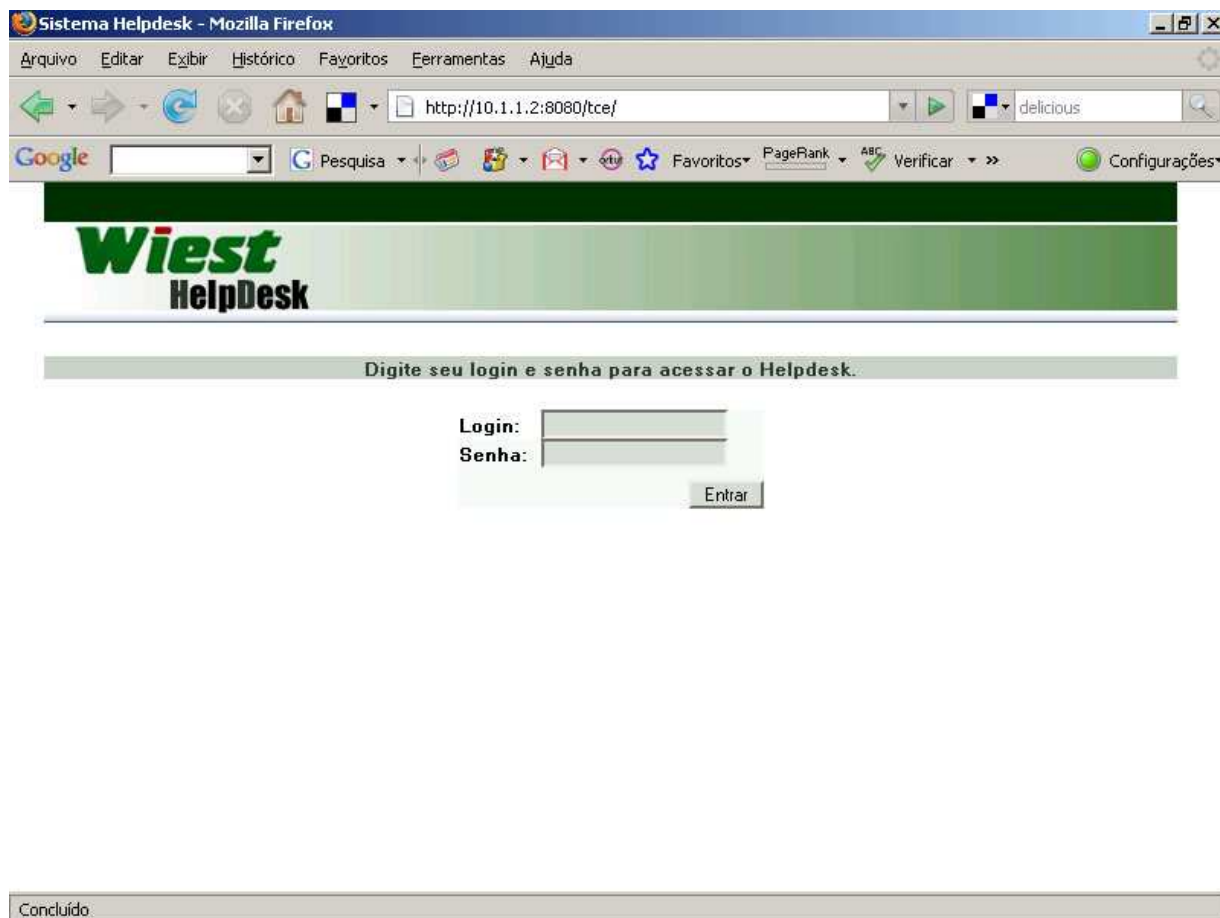 Sistema Helpdesk - Mozilla Firefox
Arquivo Editar Exibir Histórico Favoritos Ferramentas Ajuda
http://10.1.1.2:8080/tce/ delicious
Google G Pesquisa Favoritos PageRank ABC Verificar » Configurações
Wiest
HelpDesk
Digite seu login e senha para acessar o Helpdesk.
Login:
Senha:
Entrar
Concluído